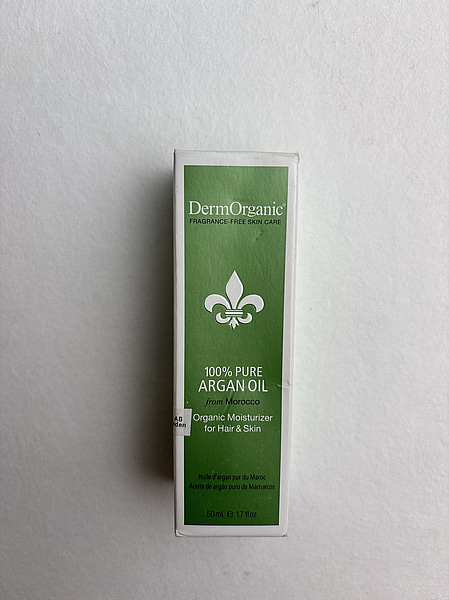 DermOrganic®
FRAGRANCE-FREE SKIN CARE
100% PURE
ARGAN OIL
from Morocco
Organic Moisturizer
for Hair & Skin
Huile d'argan pur du Maroc
Aceite de argán puro de Marruecos
50 mL ℮ 1.7 fl oz